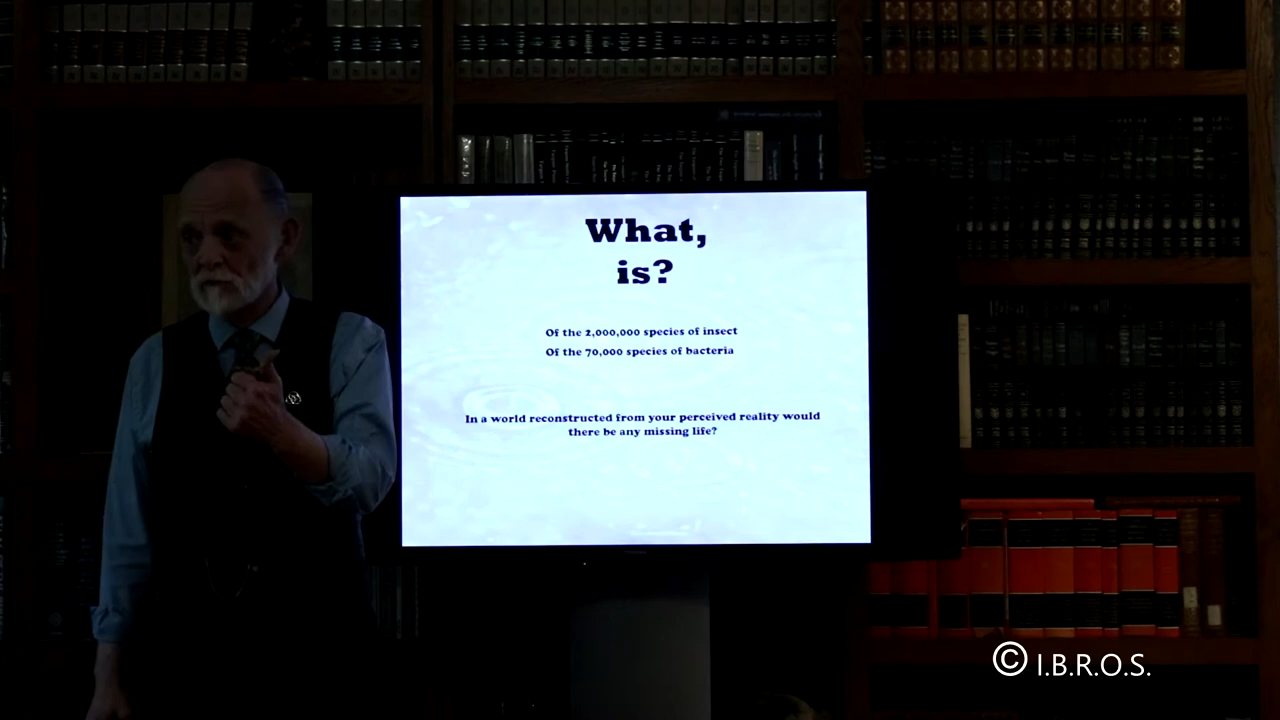 What,
is?
Of the 2,000,000 species of insect
Of the 70,000 species of bacteria
In a world reconstructed from your perceived reality would
there be any missing life?
© I.B.R.O.S.